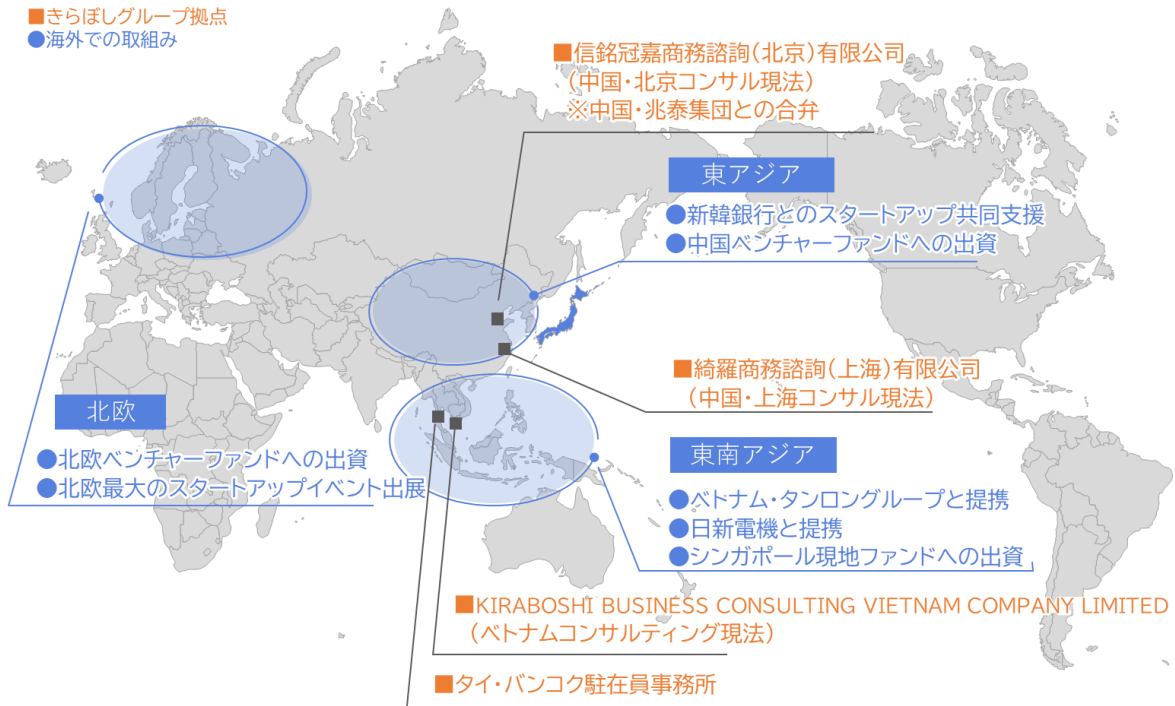 ■きらぼしグループ拠点
●海外での取組み
■信銘冠嘉商務諮詢(北京)有限公司
(中国・北京コンサル現法)
※中国・兆泰集団との合弁
東アジア
●新韓銀行とのスタートアップ共同支援
●中国ベンチャーファンドへの出資
■綺羅商務諮詢(上海)有限公司
(中国・上海コンサル現法)
北欧
●北欧ベンチャーファンドへの出資
●北欧最大のスタートアップイベント出展
東南アジア
●ベトナム・タンロングループと提携
●日新電機と提携
●シンガポール現地ファンドへの出資
■KIRABOSHI BUSINESS CONSULTING VIETNAM COMPANY LIMITED
(ベトナムコンサルティング現法)
■タイ・バンコク駐在員事務所